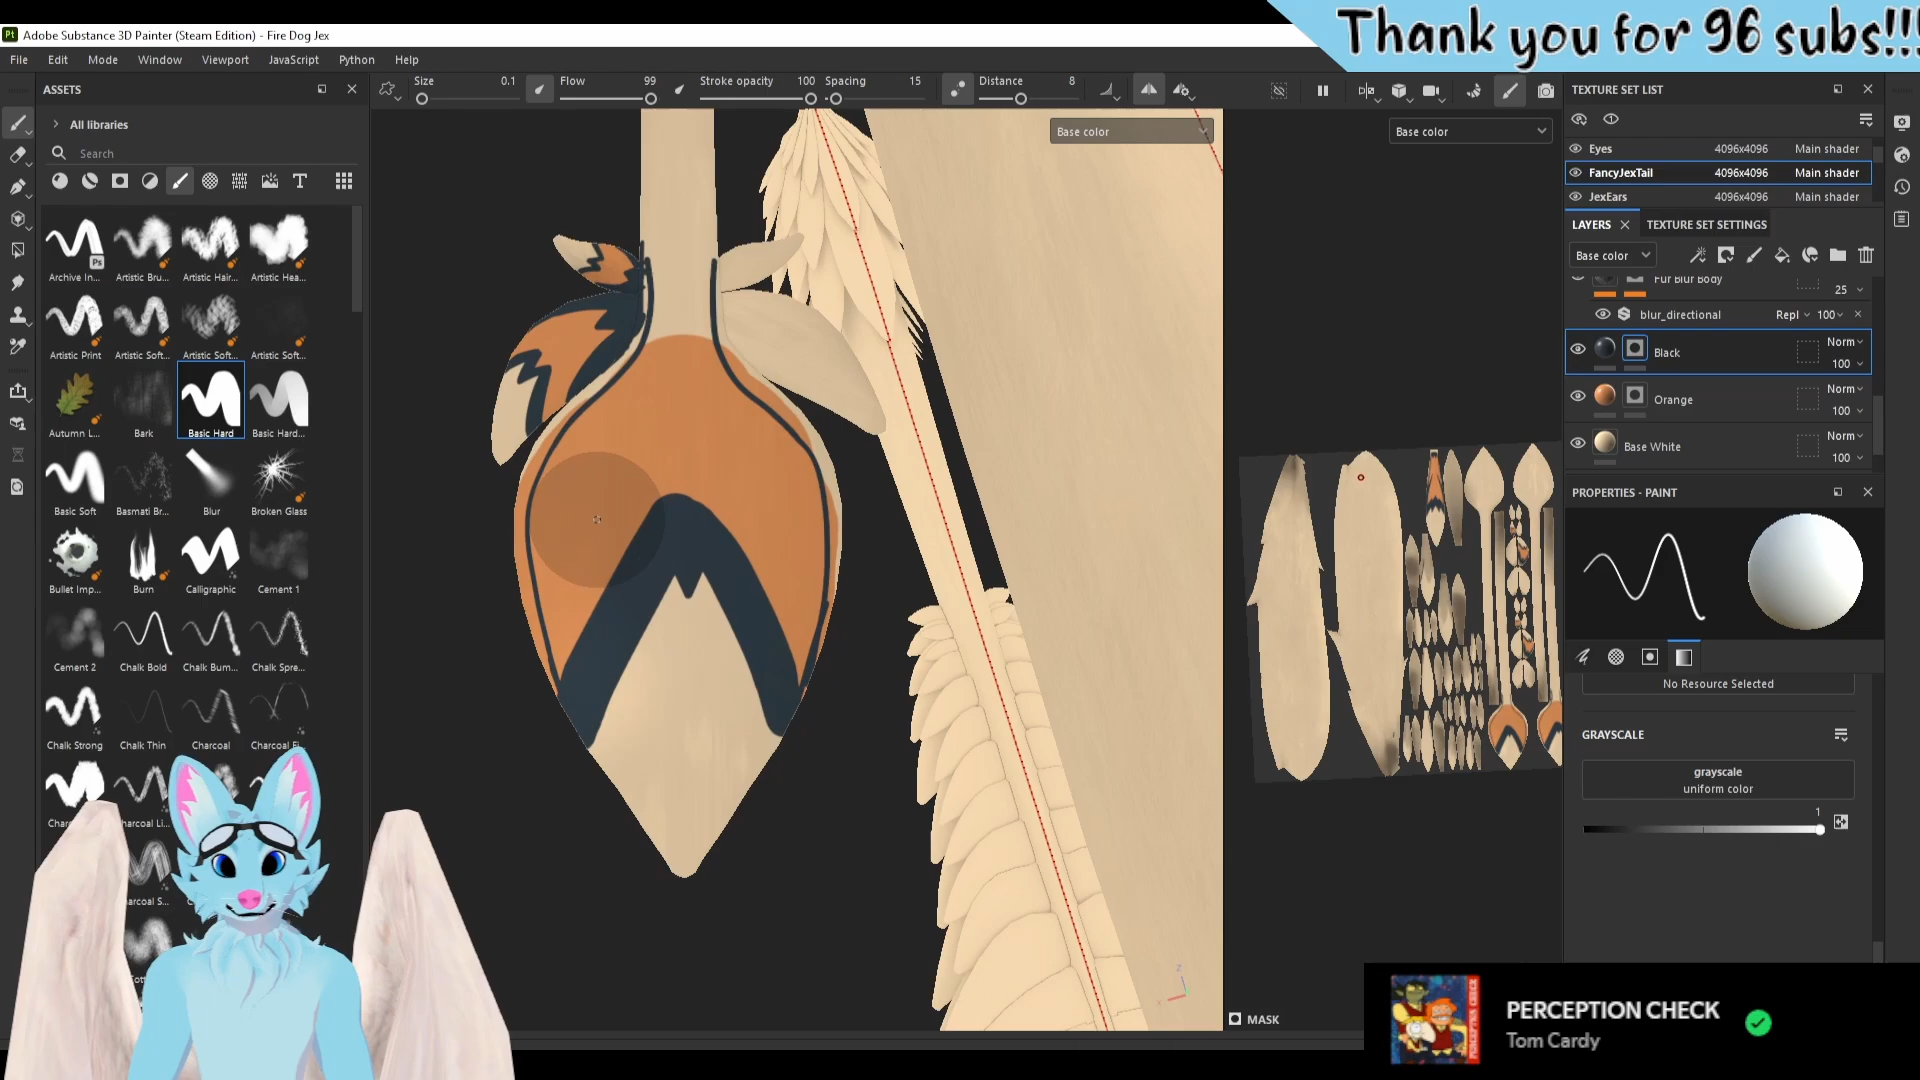 Thank you for 96 subs!!!
Adobe Substance 3D Painter (Steam Edition) - Fire Dog Jex
File Edit Mode Window Viewport JavaScript Python Help
ASSETS
Size 0.1 Flow 99 Stroke opacity 100 Spacing 15 Distance 8
All libraries
Search
Archive In... Artistic Bru... Artistic Hair... Artistic Hea...
Ps
Artistic Print Artistic Soft... Artistic Soft... Artistic Soft...
Autumn L... Bark Basic Hard Basic Hard...
Basic Soft Basmati Br... Blur Broken Glass
Bullet Imp... Burn Calligraphic Cement 1
Cement 2 Chalk Bold Chalk Bum... Chalk Spre...
Chalk Strong Chalk Thin Charcoal
Base color
Base color
MASK
TEXTURE SET LIST
Eyes 4096x4096 Main shader
FancyJexTail 4096x4096 Main shader
JexEars 4096x4096 Main shader
LAYERS TEXTURE SET SETTINGS
Base color
Fur Blur Body
25
blur_directional Repl 100
Black Norm 100
Orange Norm 100
Base White Norm 100
PROPERTIES - PAINT
No Resource Selected
GRAYSCALE
grayscale
uniform color
1
PERCEPTION CHECK
Tom Cardy